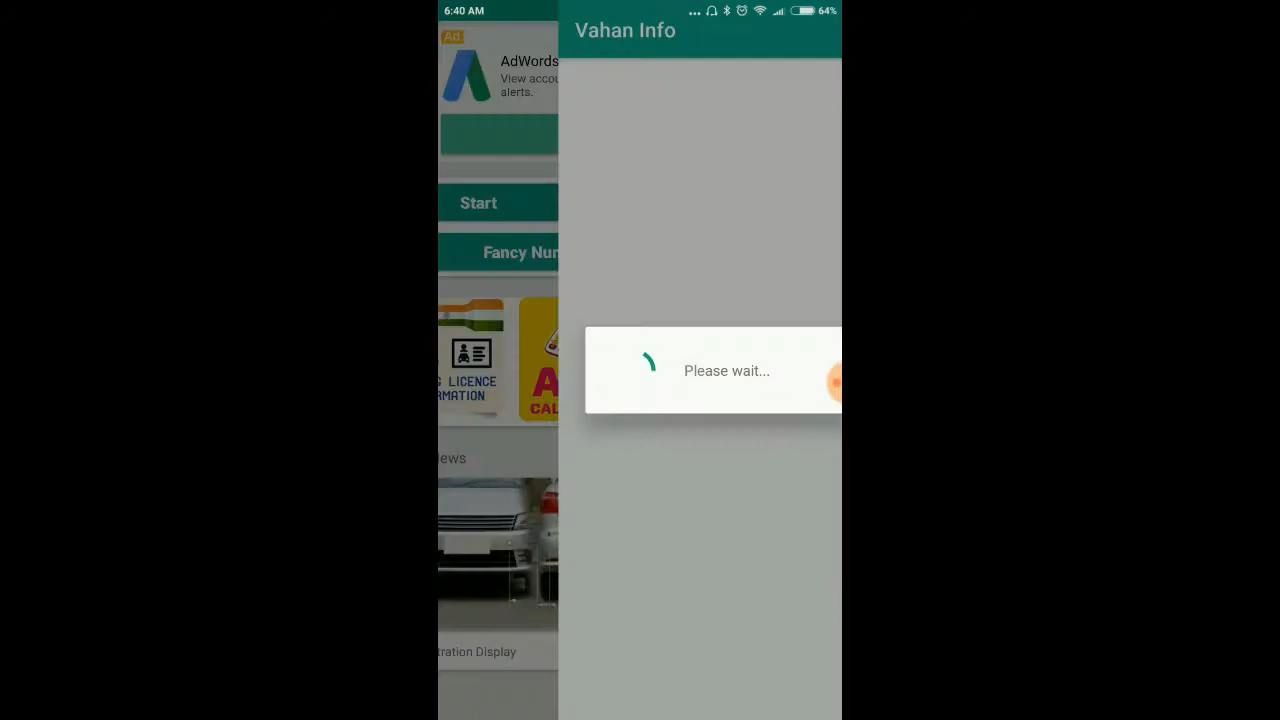 6:40 AM
64%
Vahan Info
Ad
AdWords
View accou
alerts.
Start
Fancy Nun
LICENCE
RMATION
CAL
Please wait...
ews
tration Display